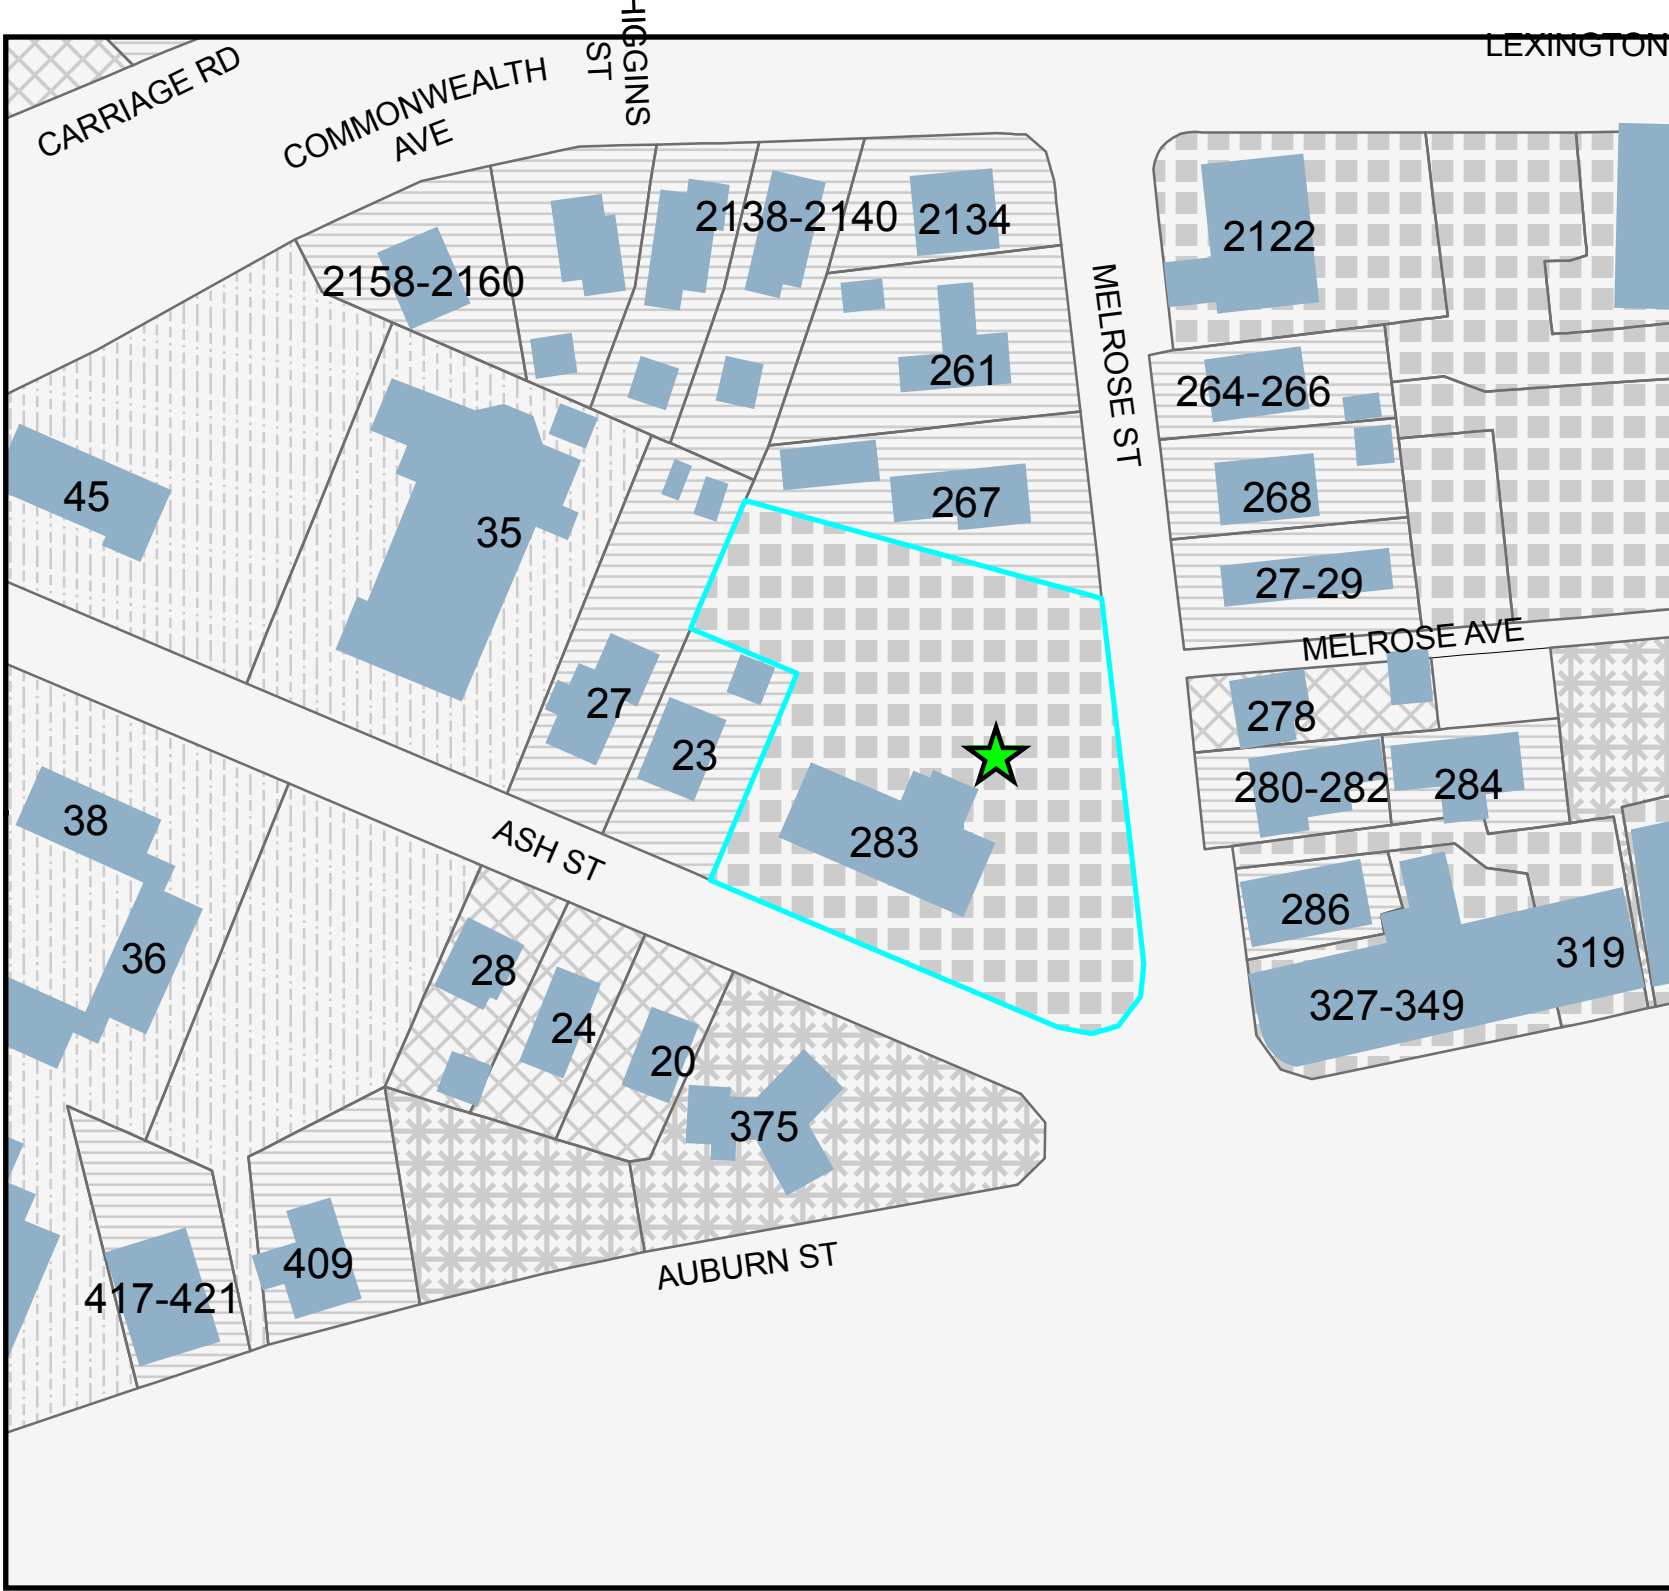 HIGGINS
ST
LEXINGTON
CARRIAGE RD
COMMONWEALTH
AVE
2138-2140
2134
2122
2158-2160
MELROSE ST
261
264-266
45
35
267
268
27-29
MELROSE AVE
27
23
278
280-282
284
38
ASH ST
283
286
36
28
319
24
327-349
20
375
409
AUBURN ST
417-421